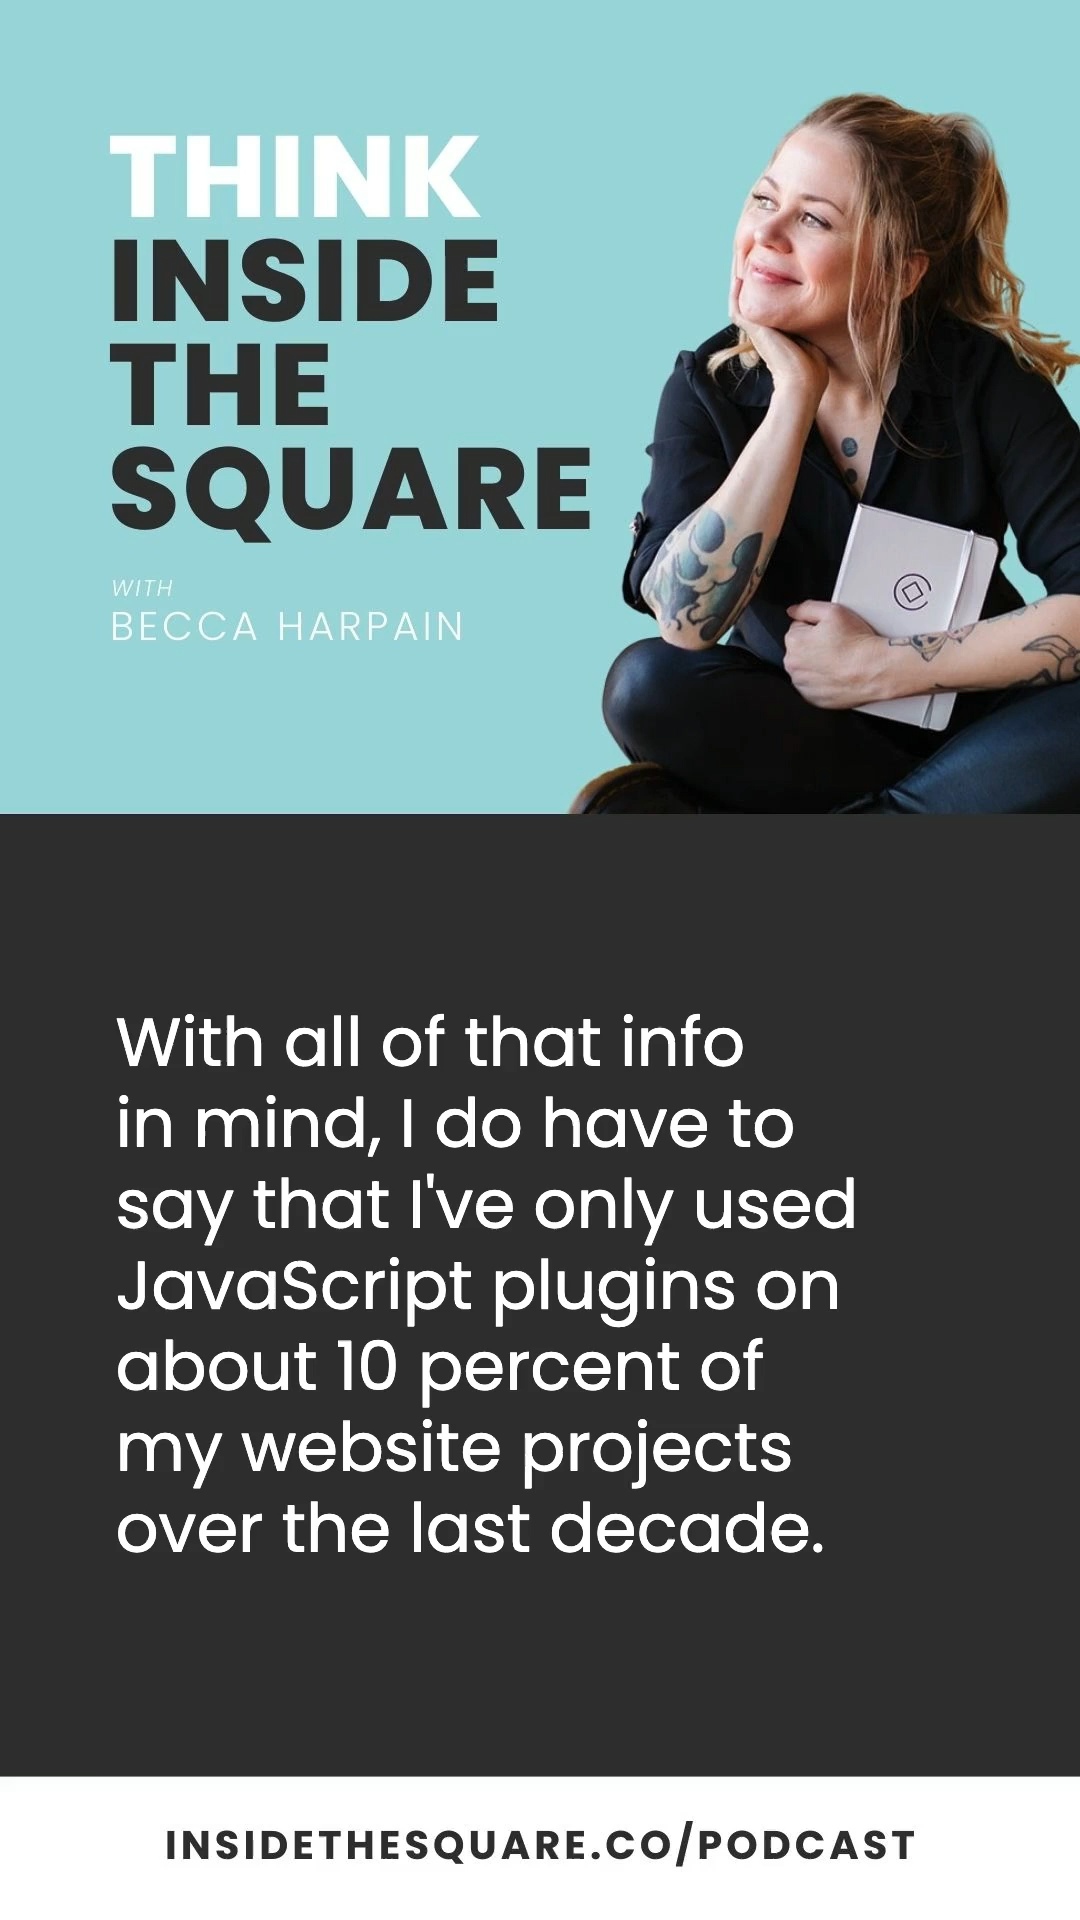 THINK
INSIDE
THE
SQUARE
WITH
BECCA HARPAIN
With all of that info
in mind, I do have to
say that I've only used
JavaScript plugins on
about 10 percent of
my website projects
over the last decade.
INSIDETHESQUARE.CO/PODCAST